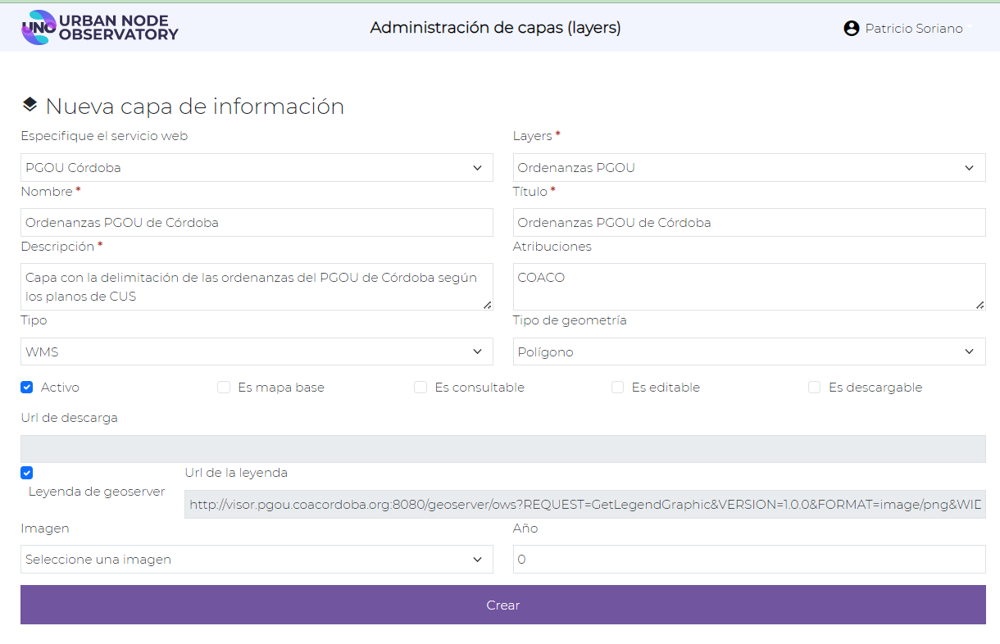 UNO URBAN NODE
OBSERVATORY
Administración de capas (layers)
Patricio Soriano
Nueva capa de información
Especifique el servicio web
Layers *
PGOU Córdoba
Ordenanzas PGOU
Nombre *
Título *
Ordenanzas PGOU de Córdoba
Ordenanzas PGOU de Córdoba
Descripción *
Atribuciones
Capa con la delimitación de las ordenanzas del PGOU de Córdoba según
los planos de CUS
COACO
Tipo
Tipo de geometría
WMS
Polígono
Activo
Es mapa base
Es consultable
Es editable
Es descargable
Url de descarga
Url de la leyenda
Leyenda de geoserver
http://visor.pgou.coacordoba.org:8080/geoserver/ows?REQUEST=GetLegendGraphic&VERSION=1.0.0&FORMAT=image/png&WID
Imagen
Año
Seleccione una imagen
0
Crear